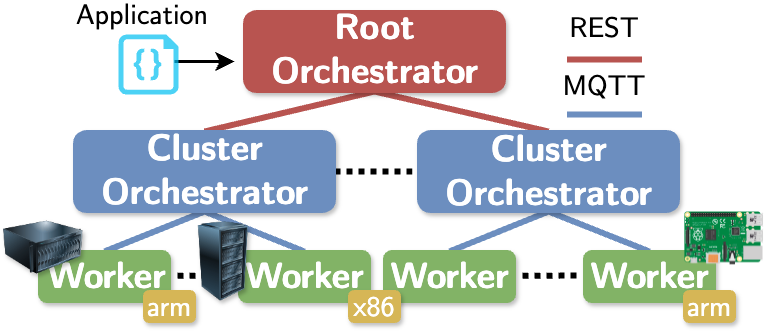 Application
{}
Root
Orchestrator
REST
MQTT
Cluster
Orchestrator
Cluster
Orchestrator
Worker
arm
Worker
x86
Worker
Worker
arm